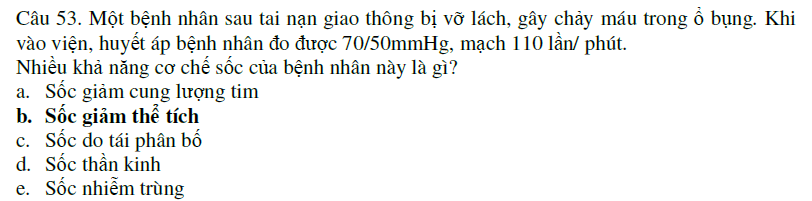 Câu 53. Một bệnh nhân sau tai nạn giao thông bị vỡ lách, gây chảy máu trong ổ bụng. Khi
vào viện, huyết áp bệnh nhân đo được 70/50mmHg, mạch 110 lần/ phút.
Nhiều khả năng cơ chế sốc của bệnh nhân này là gì?
a. Sốc giảm cung lượng tim
b. Sốc giảm thể tích
c. Sốc do tái phân bố
d. Sốc thần kinh
e. Sốc nhiễm trùng